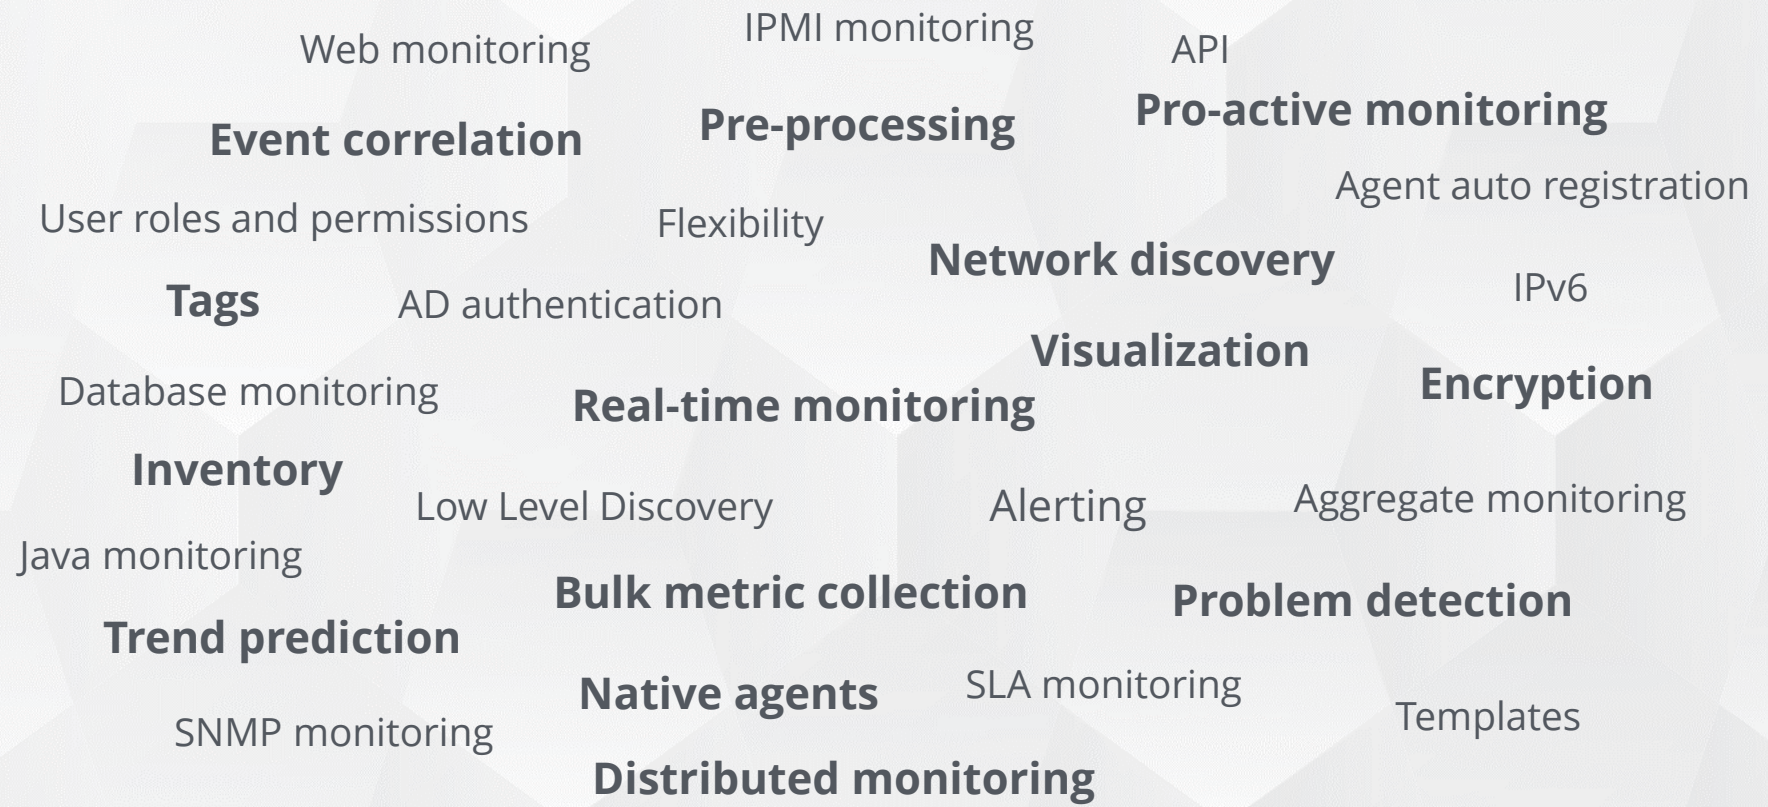 IPMI monitoring
Web monitoring
API
Pro-active monitoring
Pre-processing
Event correlation
Agent auto registration
User roles and permissions
Flexibility
Network discovery
IPv6
Tags
AD authentication
Visualization
Encryption
Database monitoring
Real-time monitoring
Inventory
Low Level Discovery
Alerting
Aggregate monitoring
Java monitoring
Bulk metric collection
Problem detection
Trend prediction
Native agents
SLA monitoring
Templates
SNMP monitoring
Distributed monitoring